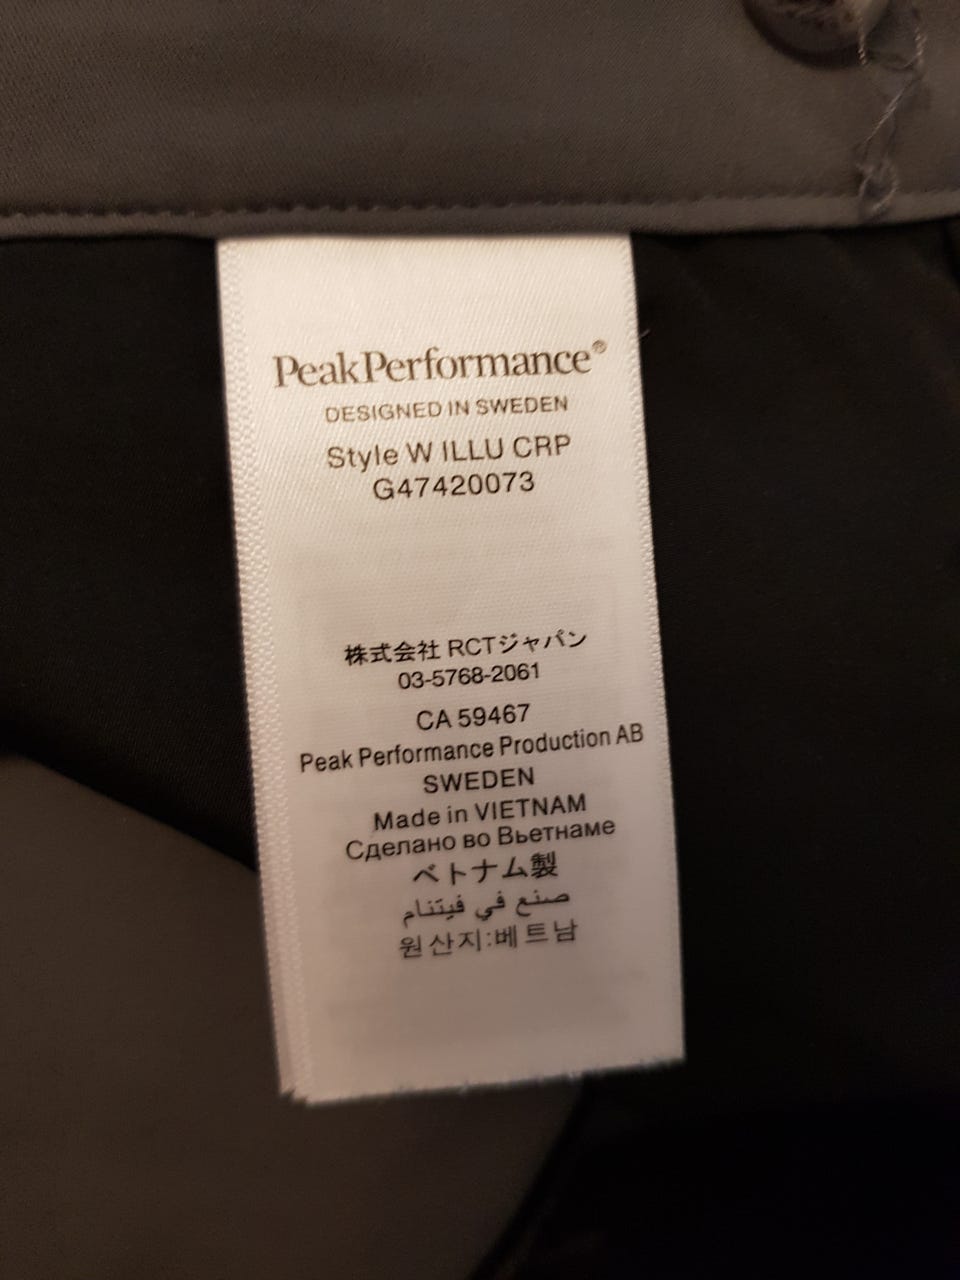 PeakPerformance®
DESIGNED IN SWEDEN
Style W ILLU CRP
G47420073
株式会社 RCTジャパン
03-5768-2061
CA 59467
Peak Performance Production AB
SWEDEN
Made in VIETNAM
Сделано во Вьетнаме
ベトナム製
صنع في فيتنام
원산지:베트남